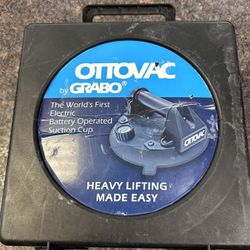 OTTOVAC
by GRABO®
The World's First
Electric
Battery Operated
Suction Cup
OTTOVAC
HEAVY LIFTING
MADE EASY